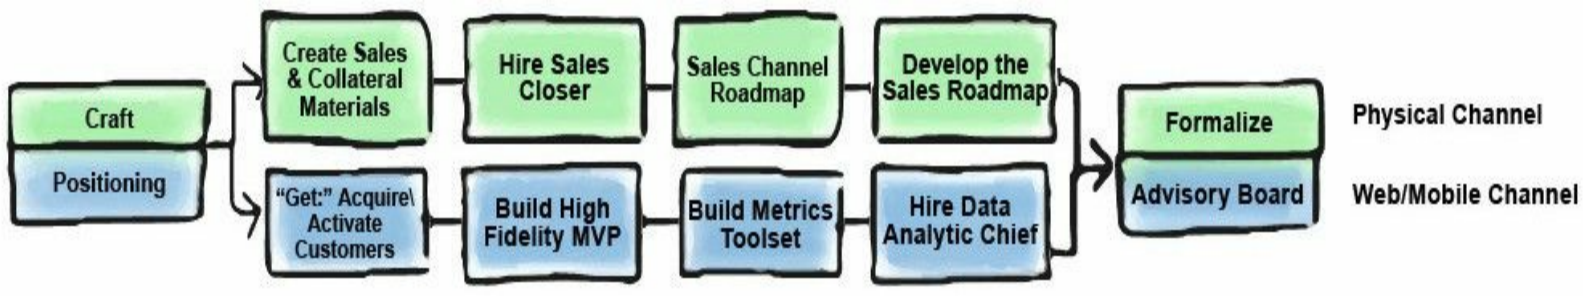 Craft
Positioning
Create Sales
& Collateral
Materials
Hire Sales
Closer
Sales Channel
Roadmap
Develop the
Sales Roadmap
"Get:" Acquire\
Activate
Customers
Build High
Fidelity MVP
Build Metrics
Toolset
Hire Data
Analytic Chief
Formalize
Advisory Board
Physical Channel
Web/Mobile Channel